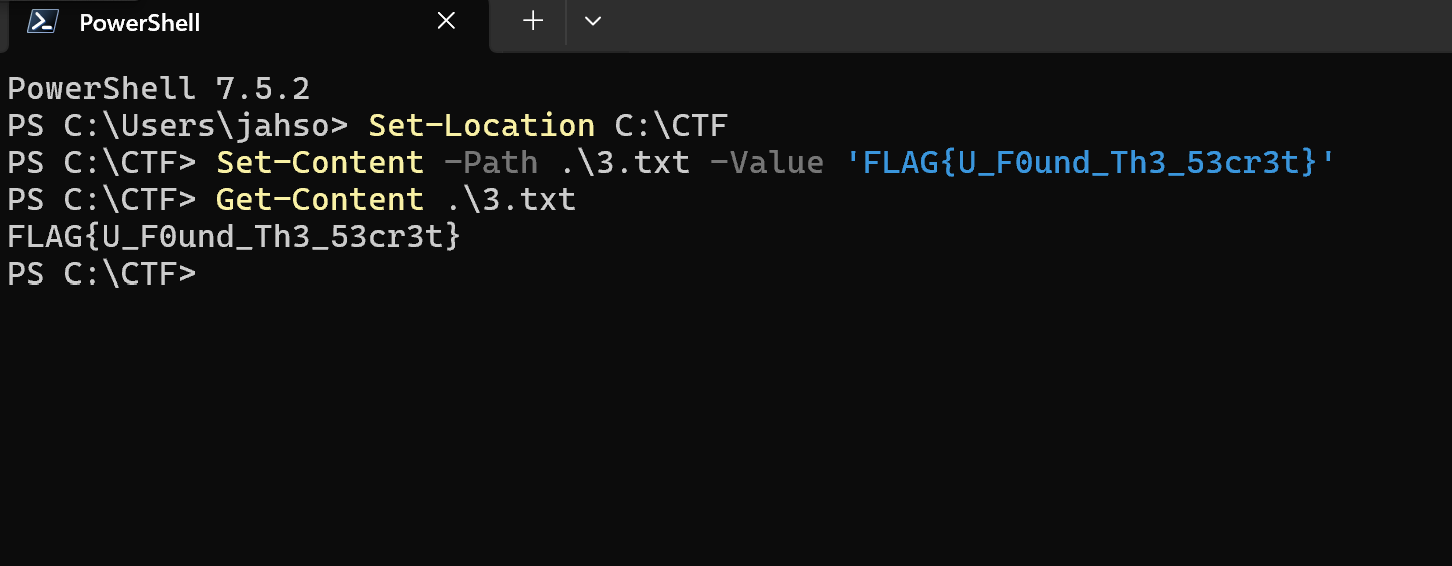 PowerShell
PowerShell 7.5.2
PS C:\Users\jahso> Set-Location C:\CTF
PS C:\CTF> Set-Content -Path .\3.txt -Value 'FLAG{U_F0und_Th3_53cr3t}'
PS C:\CTF> Get-Content .\3.txt
FLAG{U_F0und_Th3_53cr3t}
PS C:\CTF>